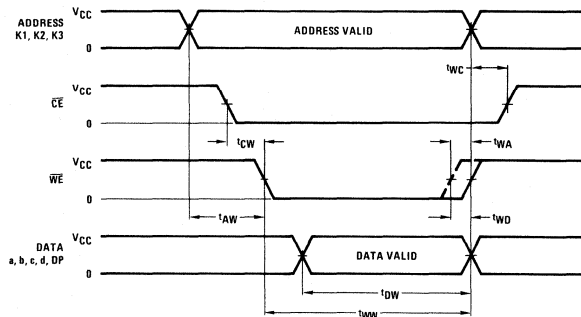 ADDRESS
K1, K2, K3
VCC
0
ADDRESS VALID
tWC
CE
VCC
0
tCW
tWA
WE
VCC
0
tAW
tWD
DATA
a, b, c, d, DP
VCC
0
DATA VALID
tDW
tWW